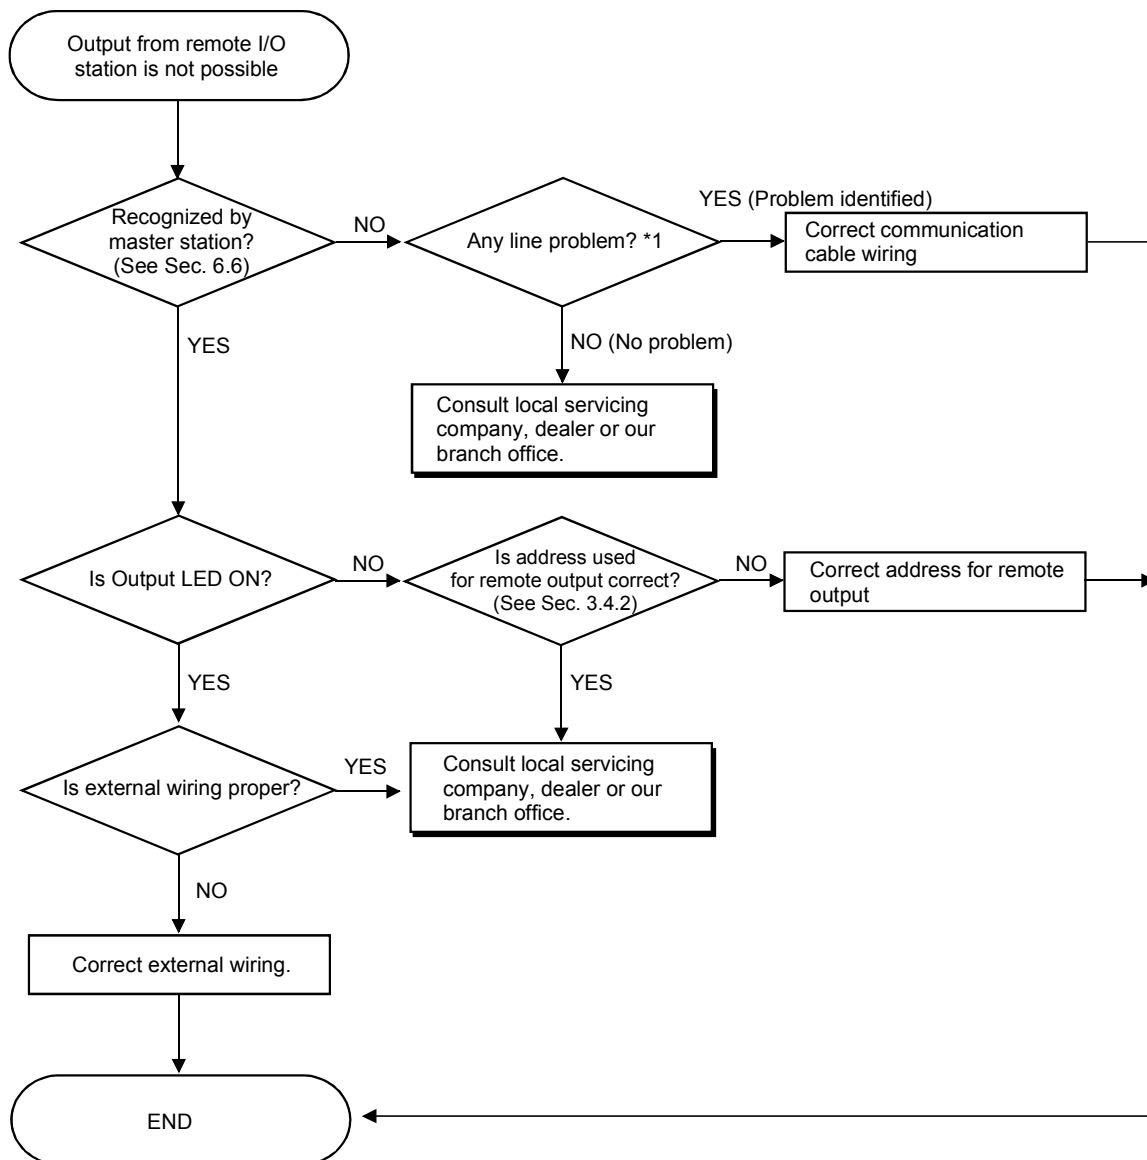 Output from remote I/O
station is not possible
Recognized by
master station?
(See Sec. 6.6)
NO
Any line problem? *1
YES (Problem identified)
Correct communication
cable wiring
YES
NO (No problem)
Consult local servicing
company, dealer or our
branch office.
Is Output LED ON?
NO
Is address used
for remote output correct?
(See Sec. 3.4.2)
NO
Correct address for remote
output
YES
YES
Is external wiring proper?
YES
Consult local servicing
company, dealer or our
branch office.
NO
Correct external wiring.
END